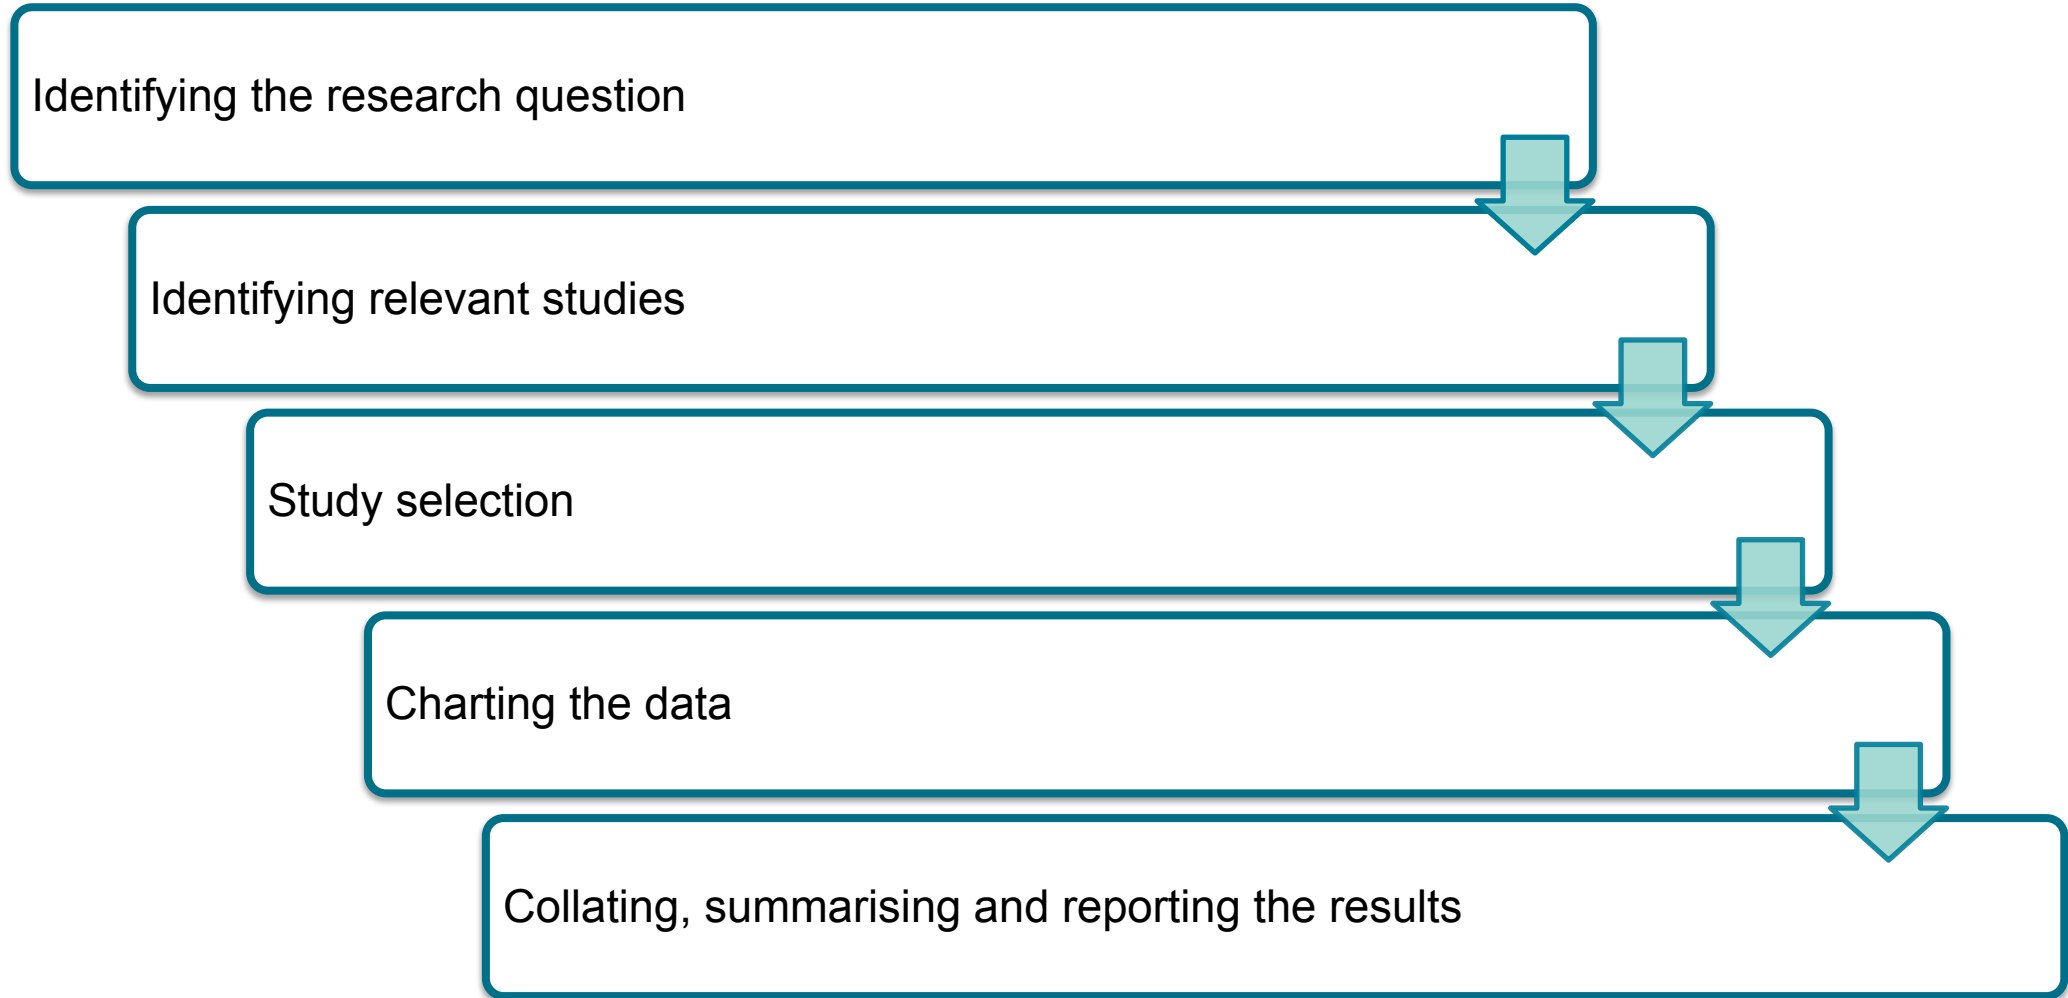 Identifying the research question
Identifying relevant studies
Study selection
Charting the data
Collating, summarising and reporting the results